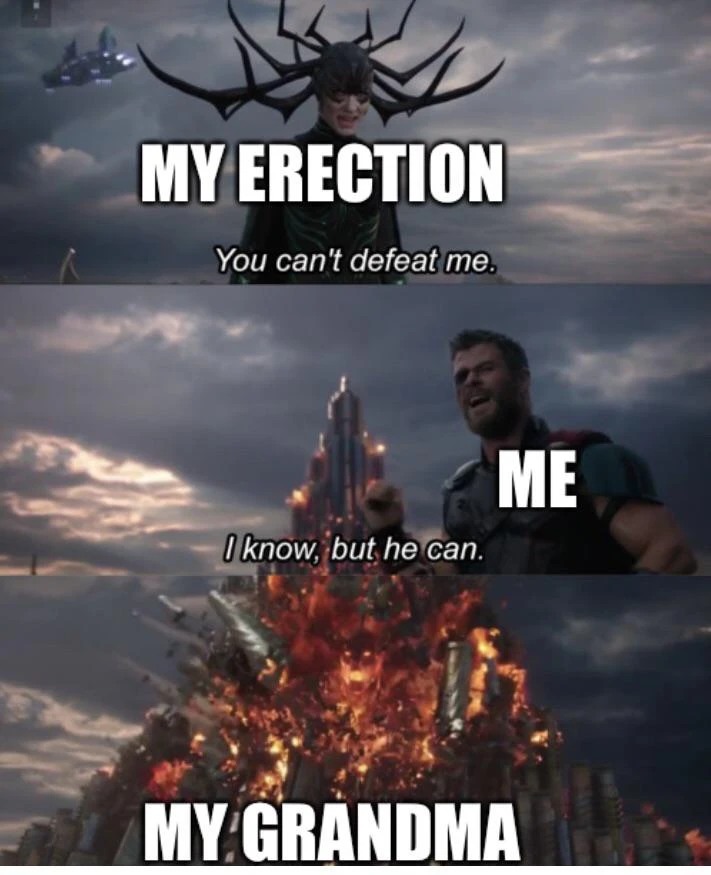 MY ERECTION
You can't defeat me.
ME
I know, but he can.
MY GRANDMA